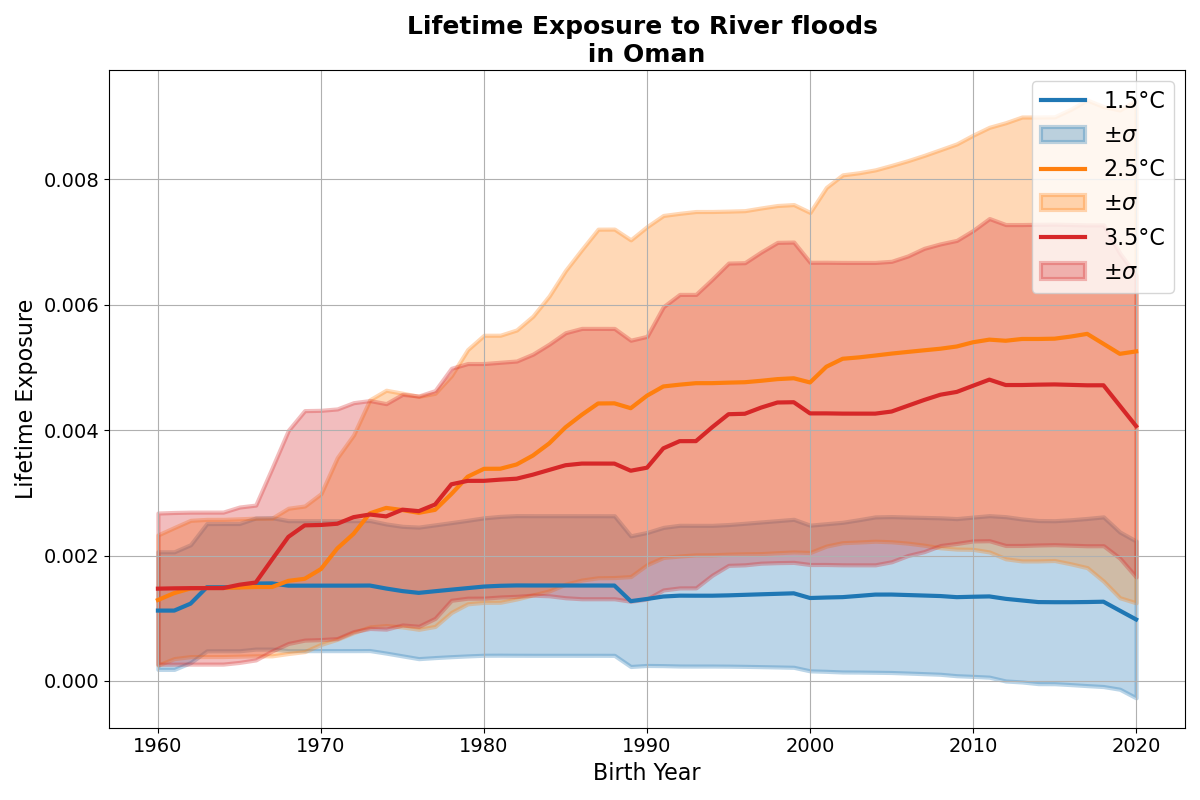 Lifetime Exposure to River floods
in Oman
1.5°C
±σ
2.5°C
±σ
3.5°C
±σ
Lifetime Exposure
0.008
0.006
0.004
0.002
0.000
1960 1970 1980 1990 2000 2010 2020
Birth Year